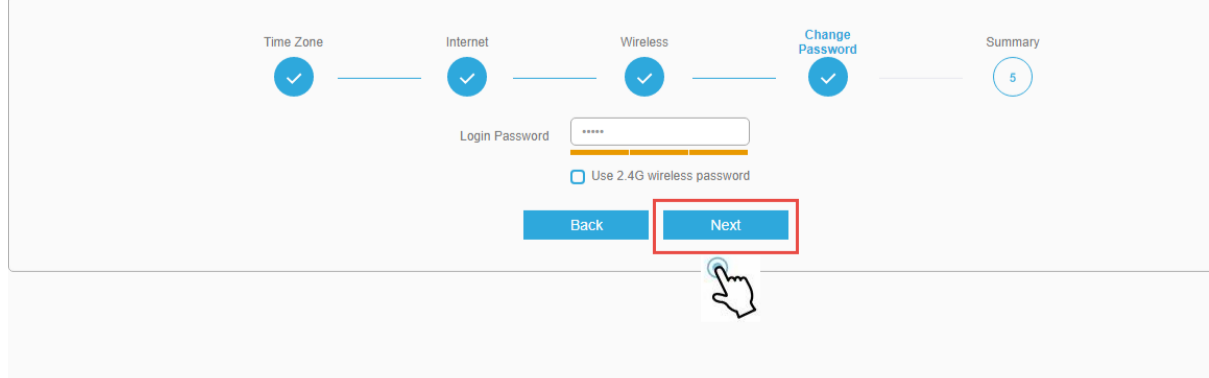 Time Zone
Internet
Wireless
Change
Password
Summary
5
Login Password
•••••
Use 2.4G wireless password
Back
Next